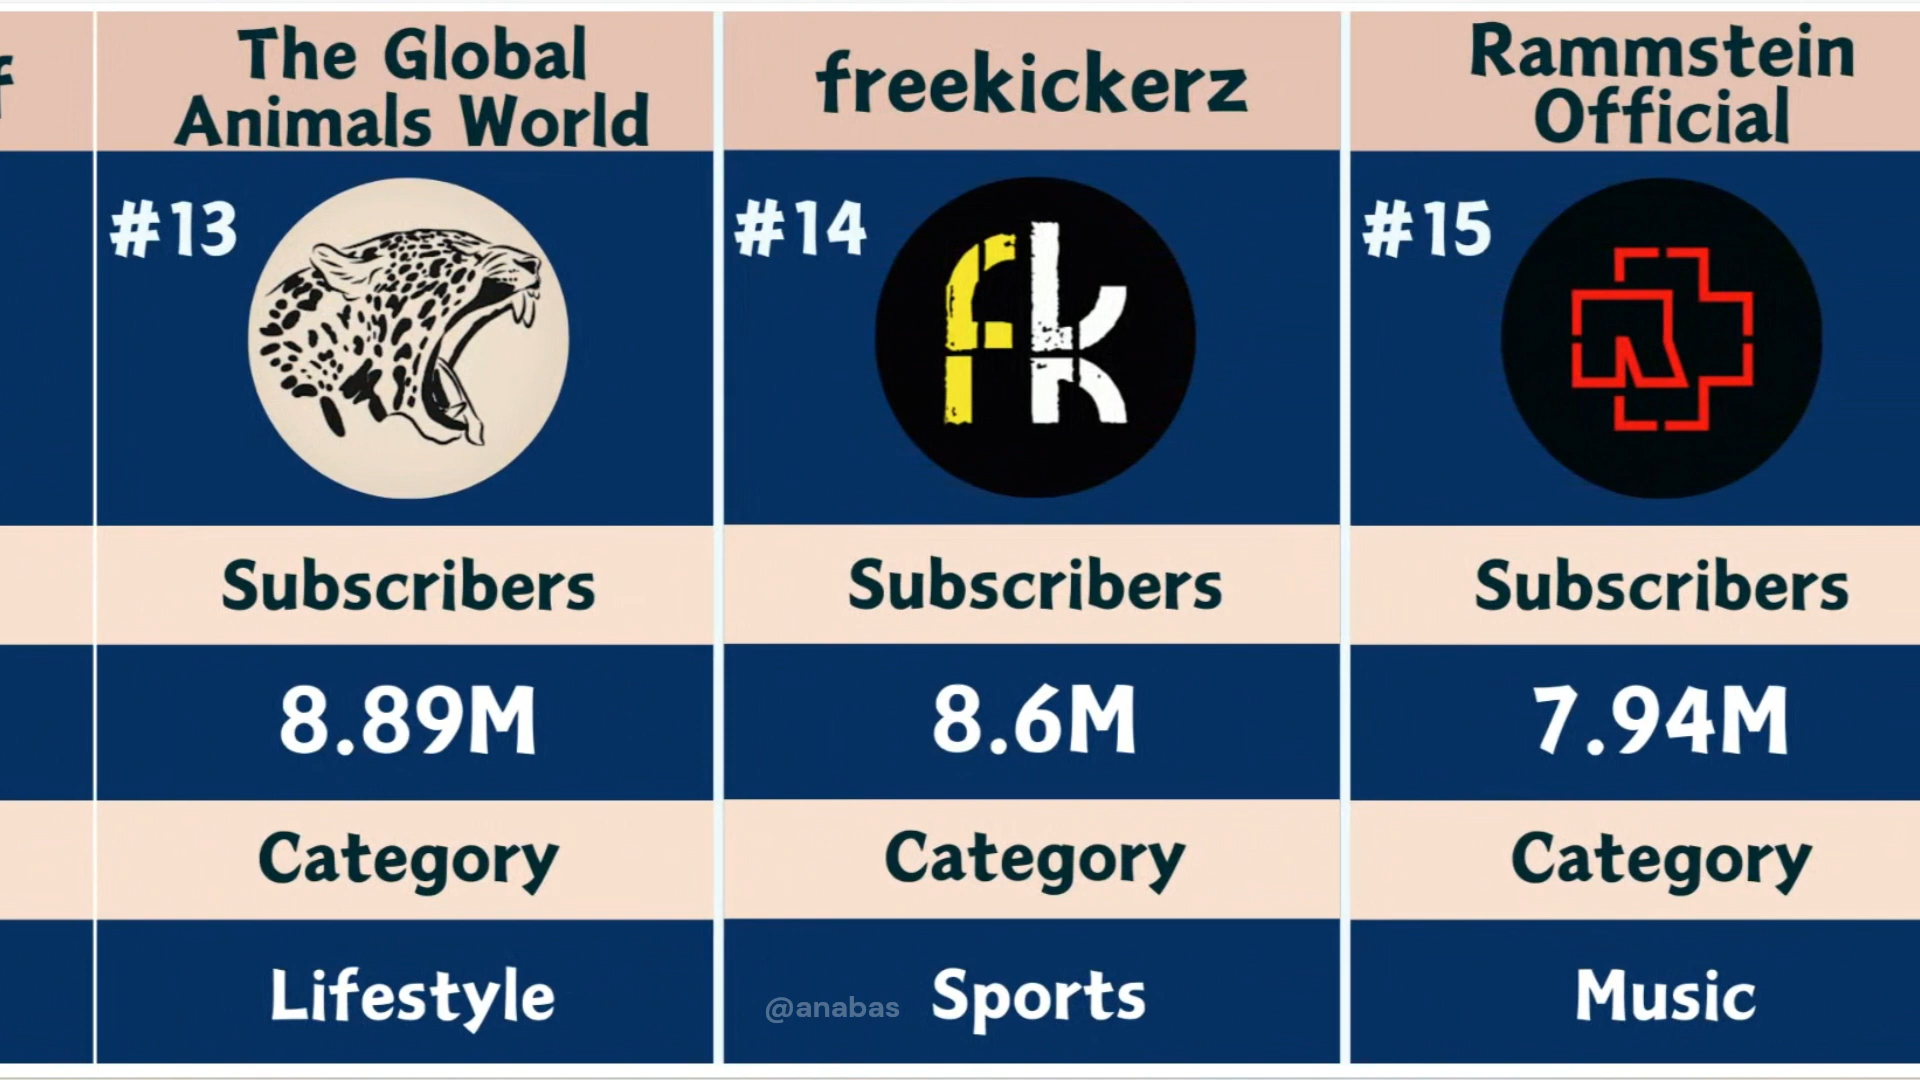 f
The Global
Animals World
#13
Subscribers
8.89M
Category
Lifestyle
freekickerz
#14
fk
Subscribers
8.6M
Category
Sports
@anabas
Rammstein
Official
#15
R
Subscribers
7.94M
Category
Music